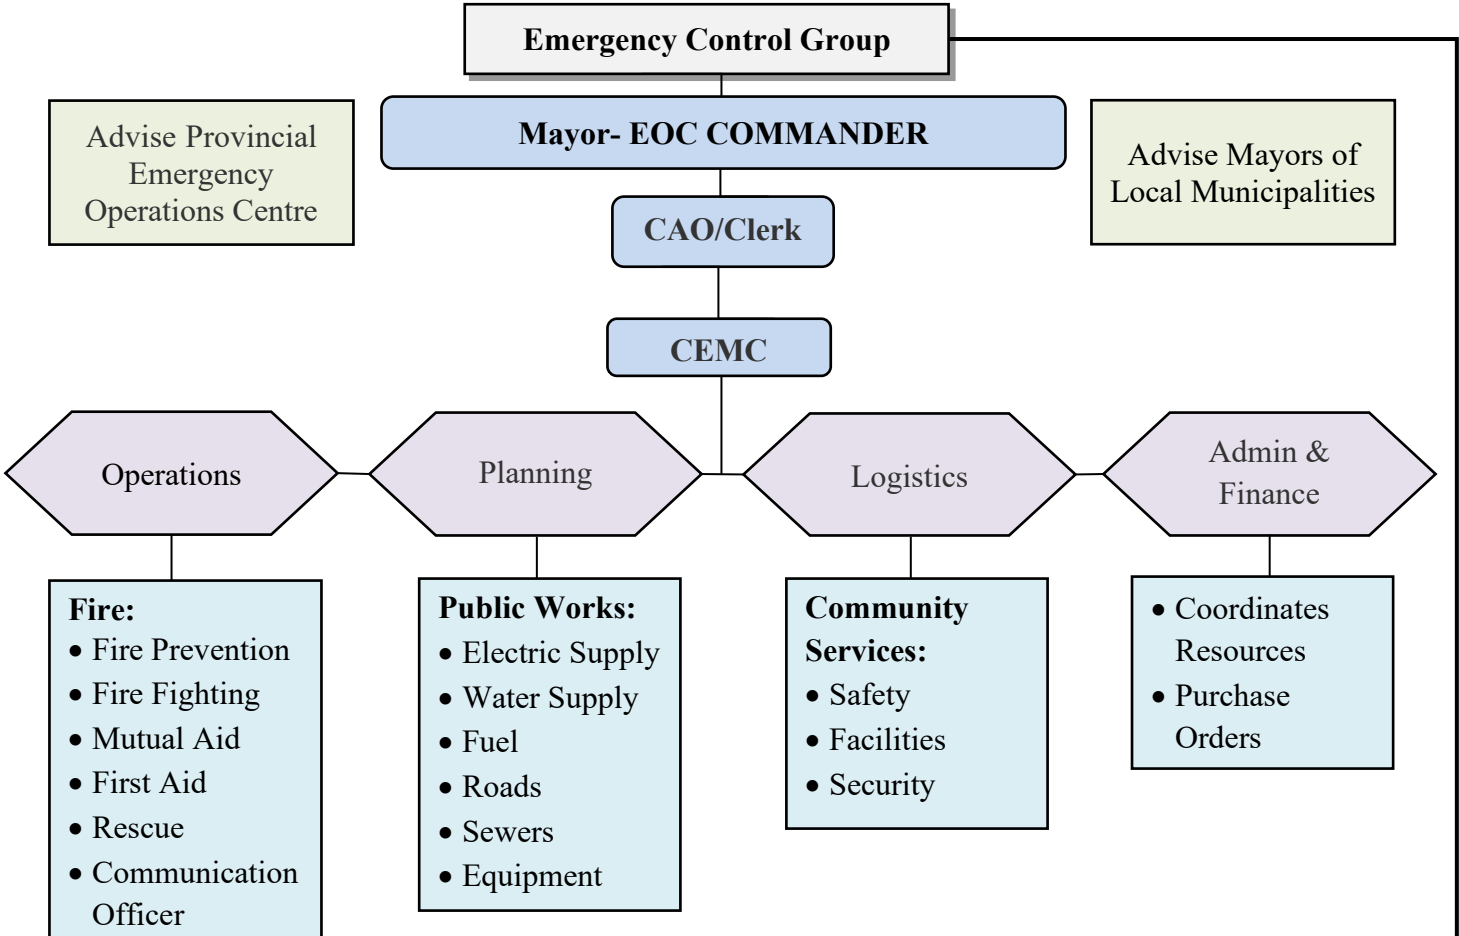 Emergency Control Group
Mayor- EOC COMMANDER
Advise Provincial
Emergency
Operations Centre
Advise Mayors of
Local Municipalities
CAO/Clerk
CEMC
Operations
Planning
Logistics
Admin &
Finance
Fire:
• Fire Prevention
• Fire Fighting
• Mutual Aid
• First Aid
• Rescue
• Communication
Officer
Public Works:
• Electric Supply
• Water Supply
• Fuel
• Roads
• Sewers
• Equipment
Community
Services:
• Safety
• Facilities
• Security
• Coordinates
Resources
• Purchase
Orders